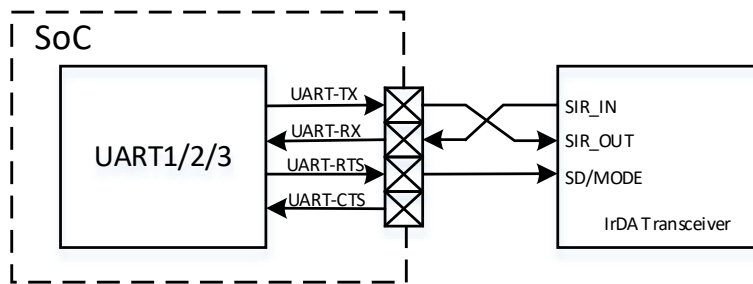 SoC
UART-TX
UART-RX
UART1/2/3
UART-RTS
UART-CTS
SIR_IN
SIR_OUT
SD/MODE
IrDA Transceiver